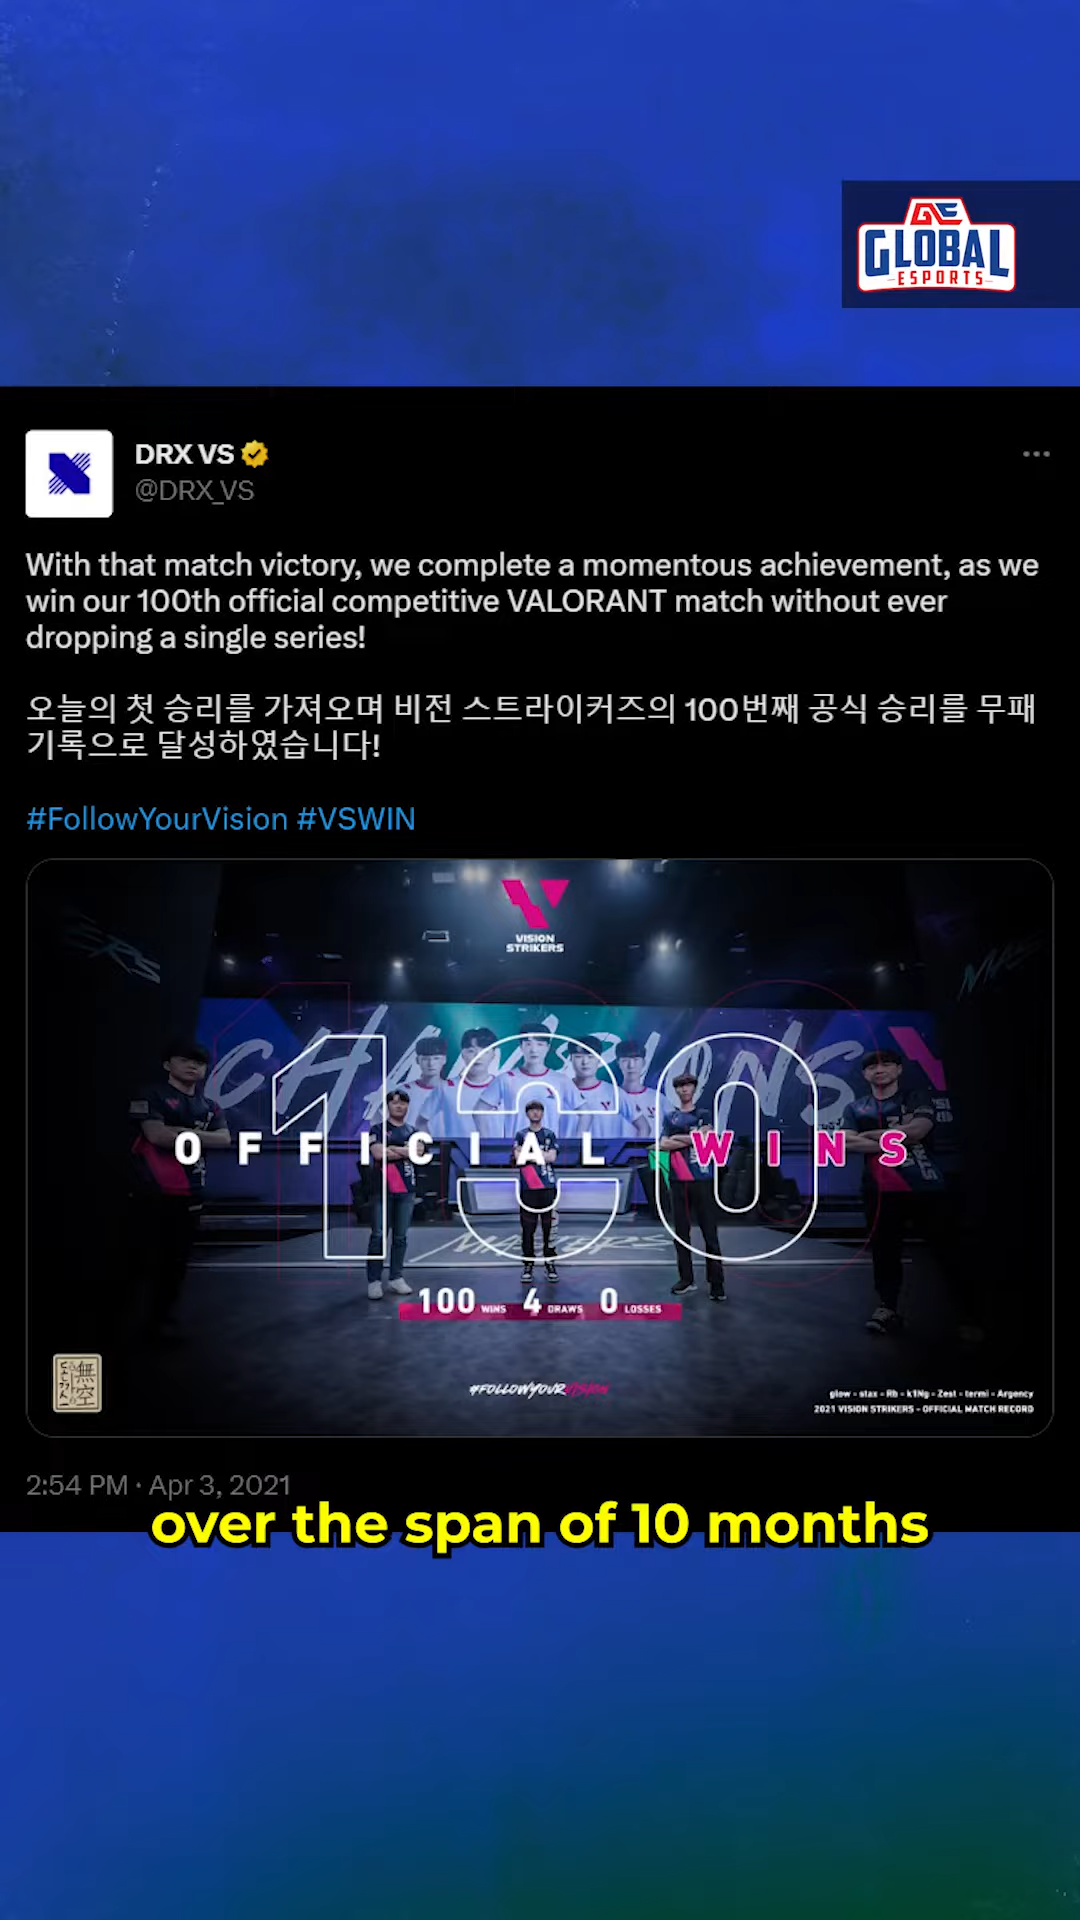 GE
GLOBAL
ESPORTS
DRX VS
@DRX_VS
With that match victory, we complete a momentous achievement, as we
win our 100th official competitive VALORANT match without ever
dropping a single series!
오늘의 첫 승리를 가져오며 비전 스트라이커즈의 100번째 공식 승리를 무패
기록으로 달성하였습니다!
#FollowYourVision #VSWIN
VISION
STRIKERS
CHAMPIONS
100
OFFICIAL WINS
MASTERS
100 WINS 4 DRAWS 0 LOSSES
#FOLLOWYOURVISION
glow - stax - Rb - k1Ng - Zest - termi - Argency
2021 VISION STRIKERS - OFFICIAL MATCH RECORD
2:54 PM · Apr 3, 2021
over the span of 10 months